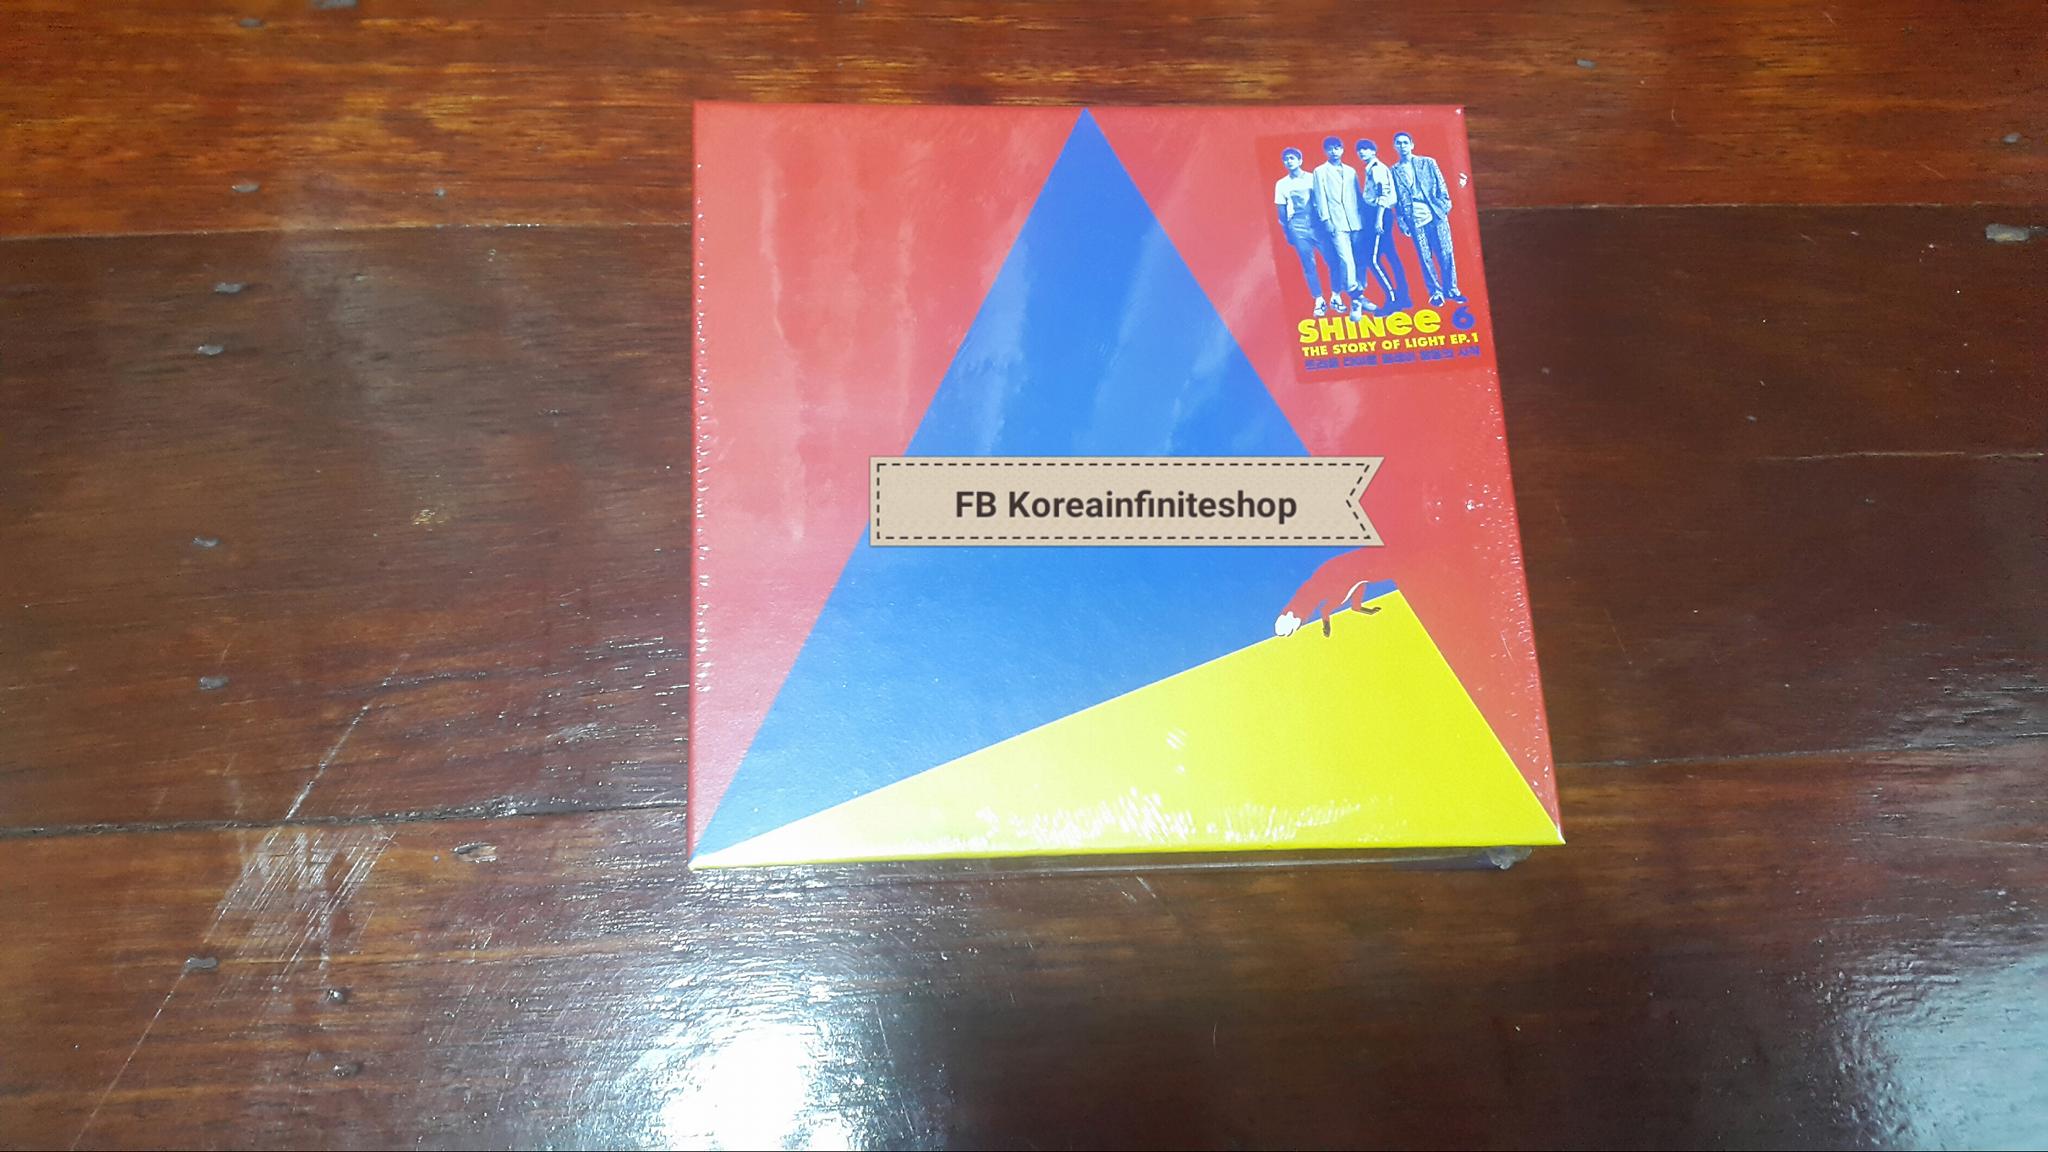 SHINee 6
THE STORY OF LIGHT EP.1
FB Koreainfiniteshop